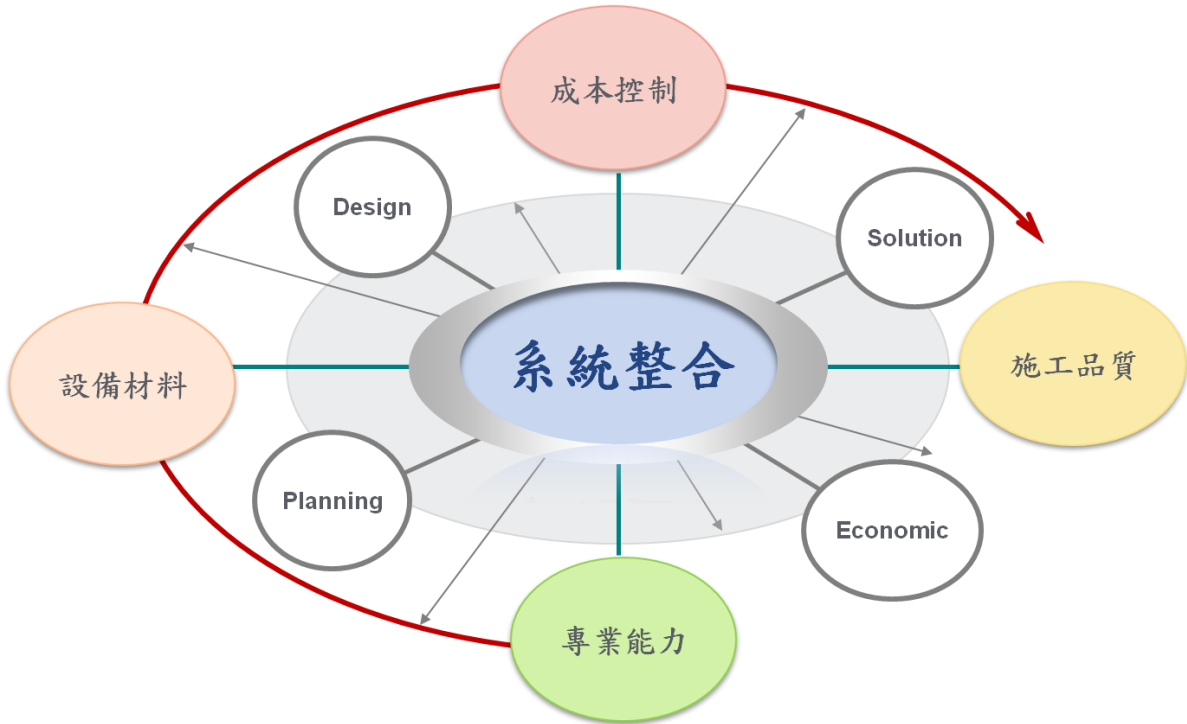 成本控制
Design
Solution
系統整合
設備材料
施工品質
Planning
Economic
專業能力